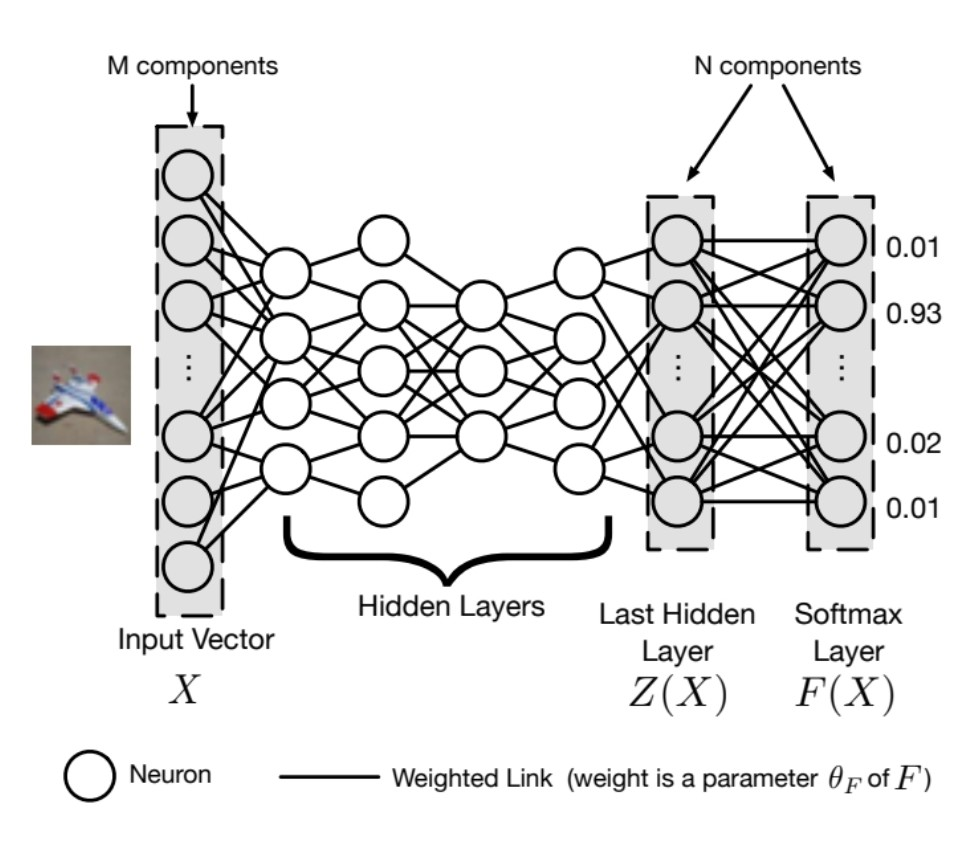 M components
N components
0.01
0.93
⋮
⋮
⋮
0.02
0.01
Hidden Layers
Input Vector
X
Last Hidden
Layer
Z(X)
Softmax
Layer
F(X)
Neuron
Weighted Link (weight is a parameter θ_F of F)